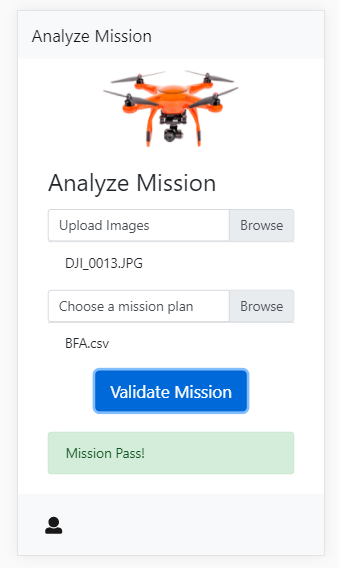 Analyze Mission
Analyze Mission
Upload Images Browse
DJI_0013.JPG
Choose a mission plan Browse
BFA.csv
Validate Mission
Mission Pass!